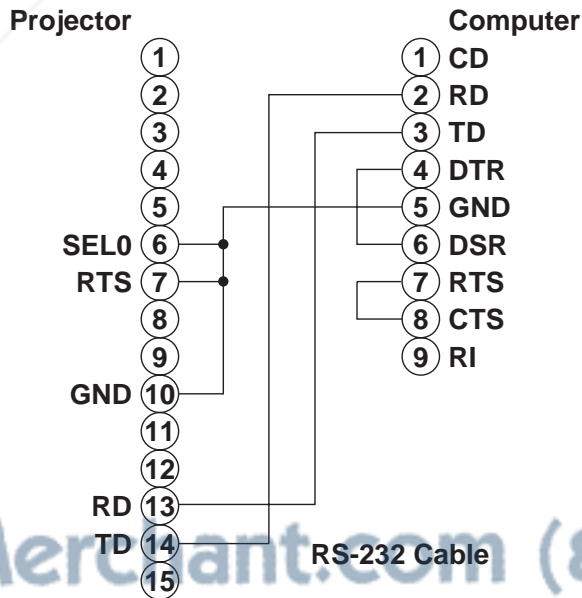 Projector
Computer
1
2
3
4
5
SEL0 6
RTS 7
8
9
GND 10
11
12
RD 13
TD 14
15
1 CD
2 RD
3 TD
4 DTR
5 GND
6 DSR
7 RTS
8 CTS
9 RI
RS-232 Cable
Merchant.com (